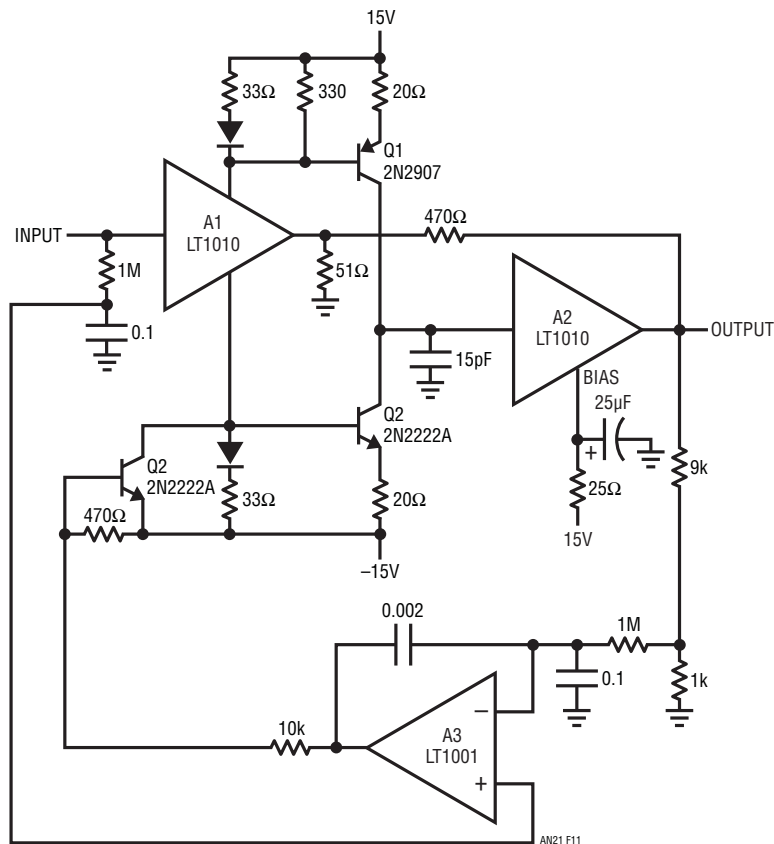 15V
33Ω
330
20Ω
Q1
2N2907
A1
LT1010
INPUT
470Ω
1M
51Ω
0.1
A2
LT1010
OUTPUT
15pF
BIAS
25µF
+
Q2
2N2222A
Q2
2N2222A
9k
25Ω
33Ω
20Ω
470Ω
15V
–15V
0.002
1M
0.1
1k
–
10k
A3
LT1001
+
AN21 F11